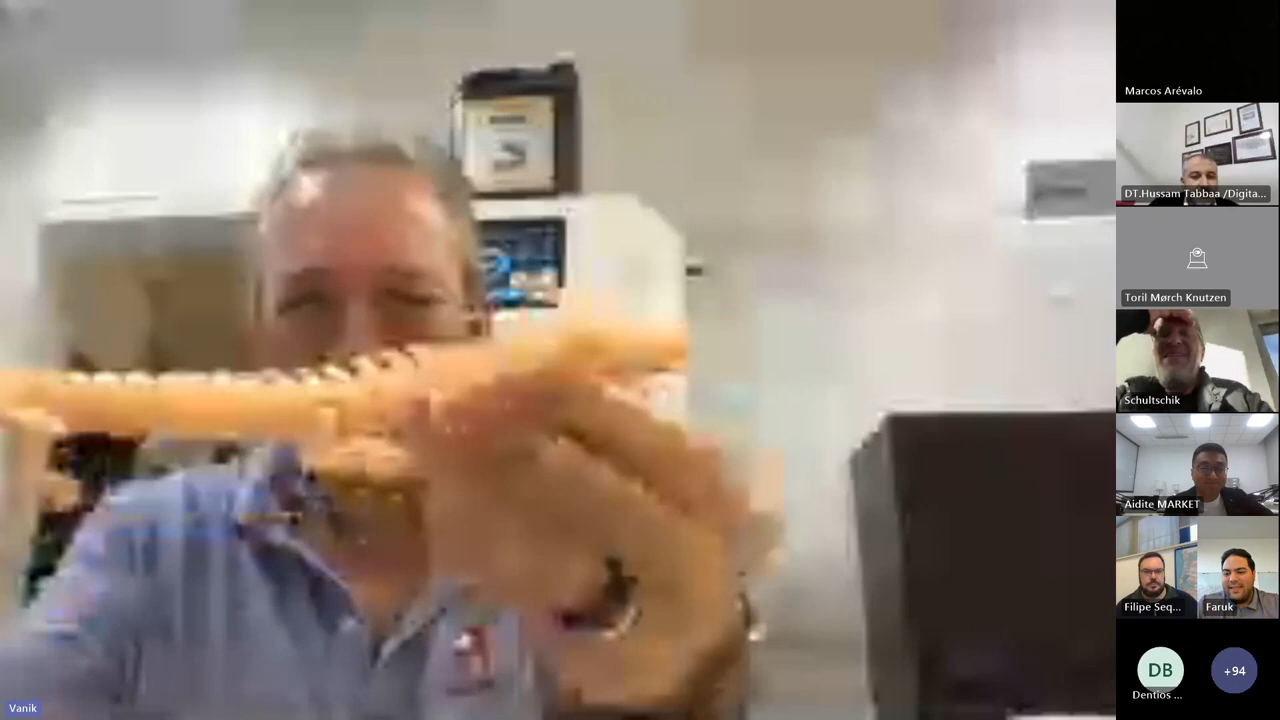 Marcos Arévalo
DT.Hussam Tabbaa /Digita...
Toril Mørch Knutzen
Schultschik
Aidite MARKET
Filipe Seq...
Faruk
DB
+94
Dentios ...
Vanik